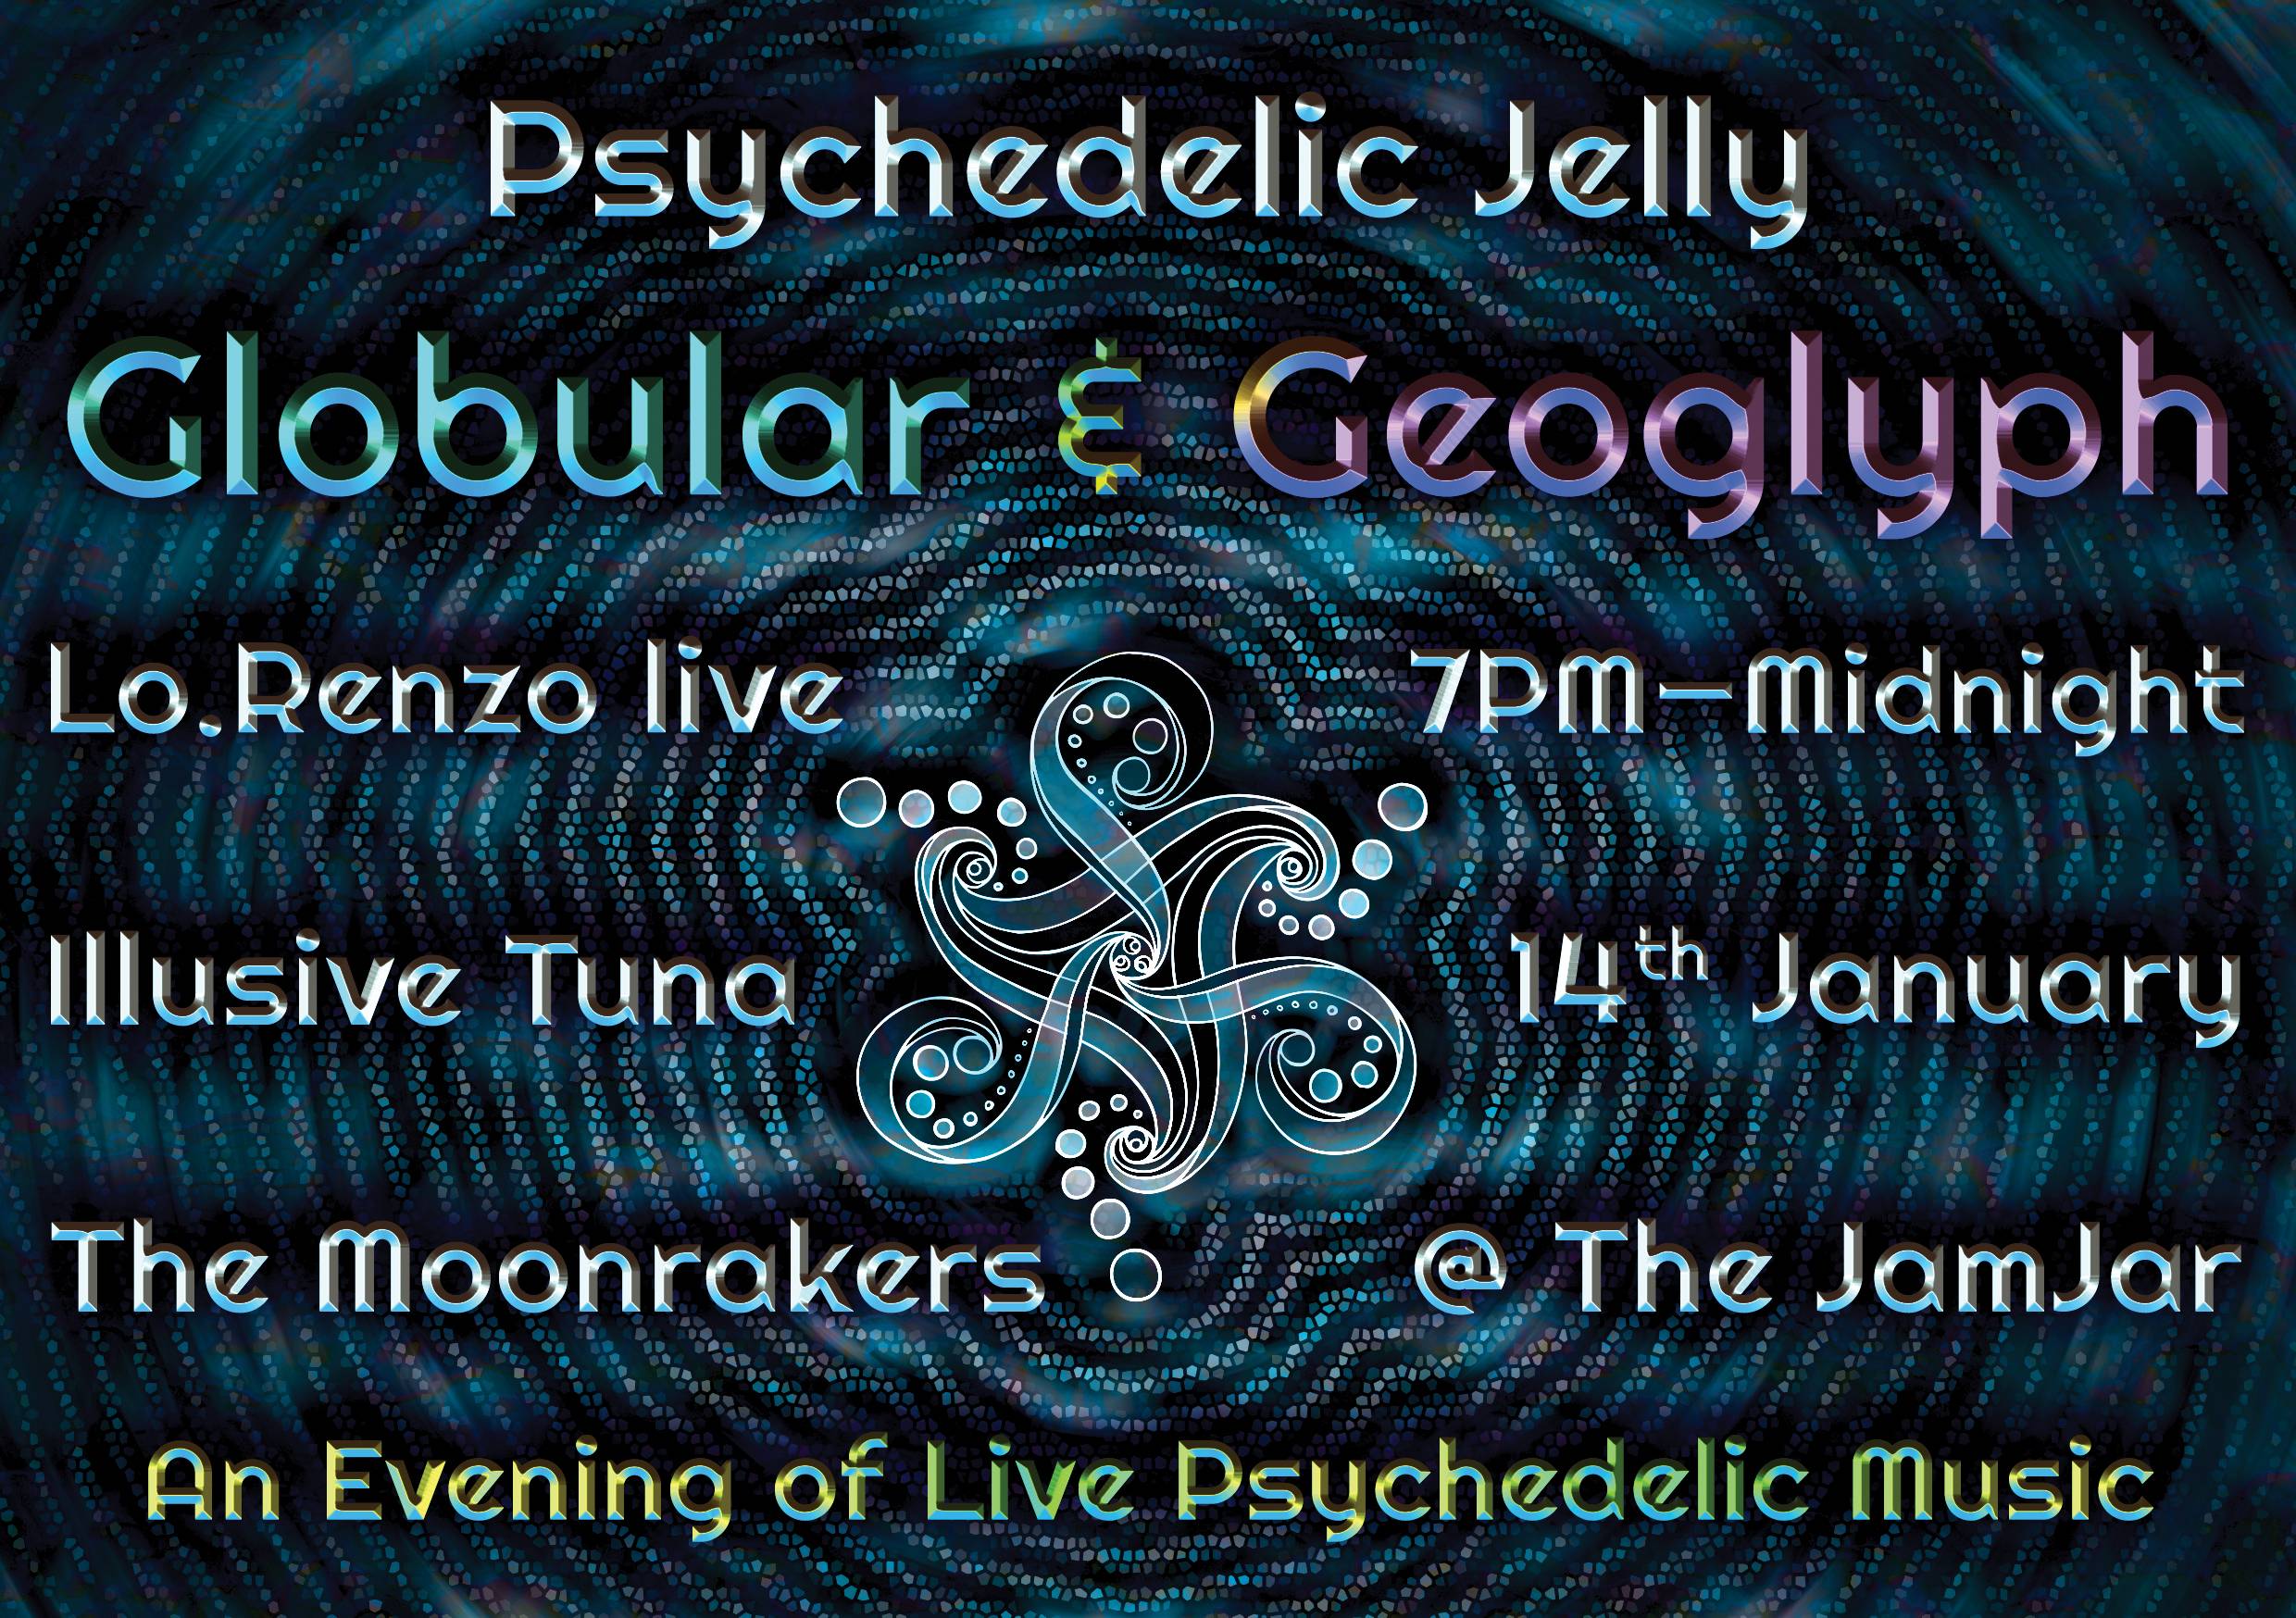 Psychedelic Jelly
Globular & Geoglyph
Lo.Renzo live
7PM–Midnight
Illusive Tuna
14th January
The Moonrakers
@ The JamJar
An Evening of Live Psychedelic Music